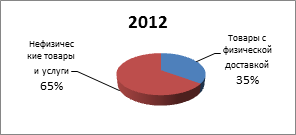 2012
Нефизичес
кие товары
и услуги
65%
Товары с
физической
доставкой
35%